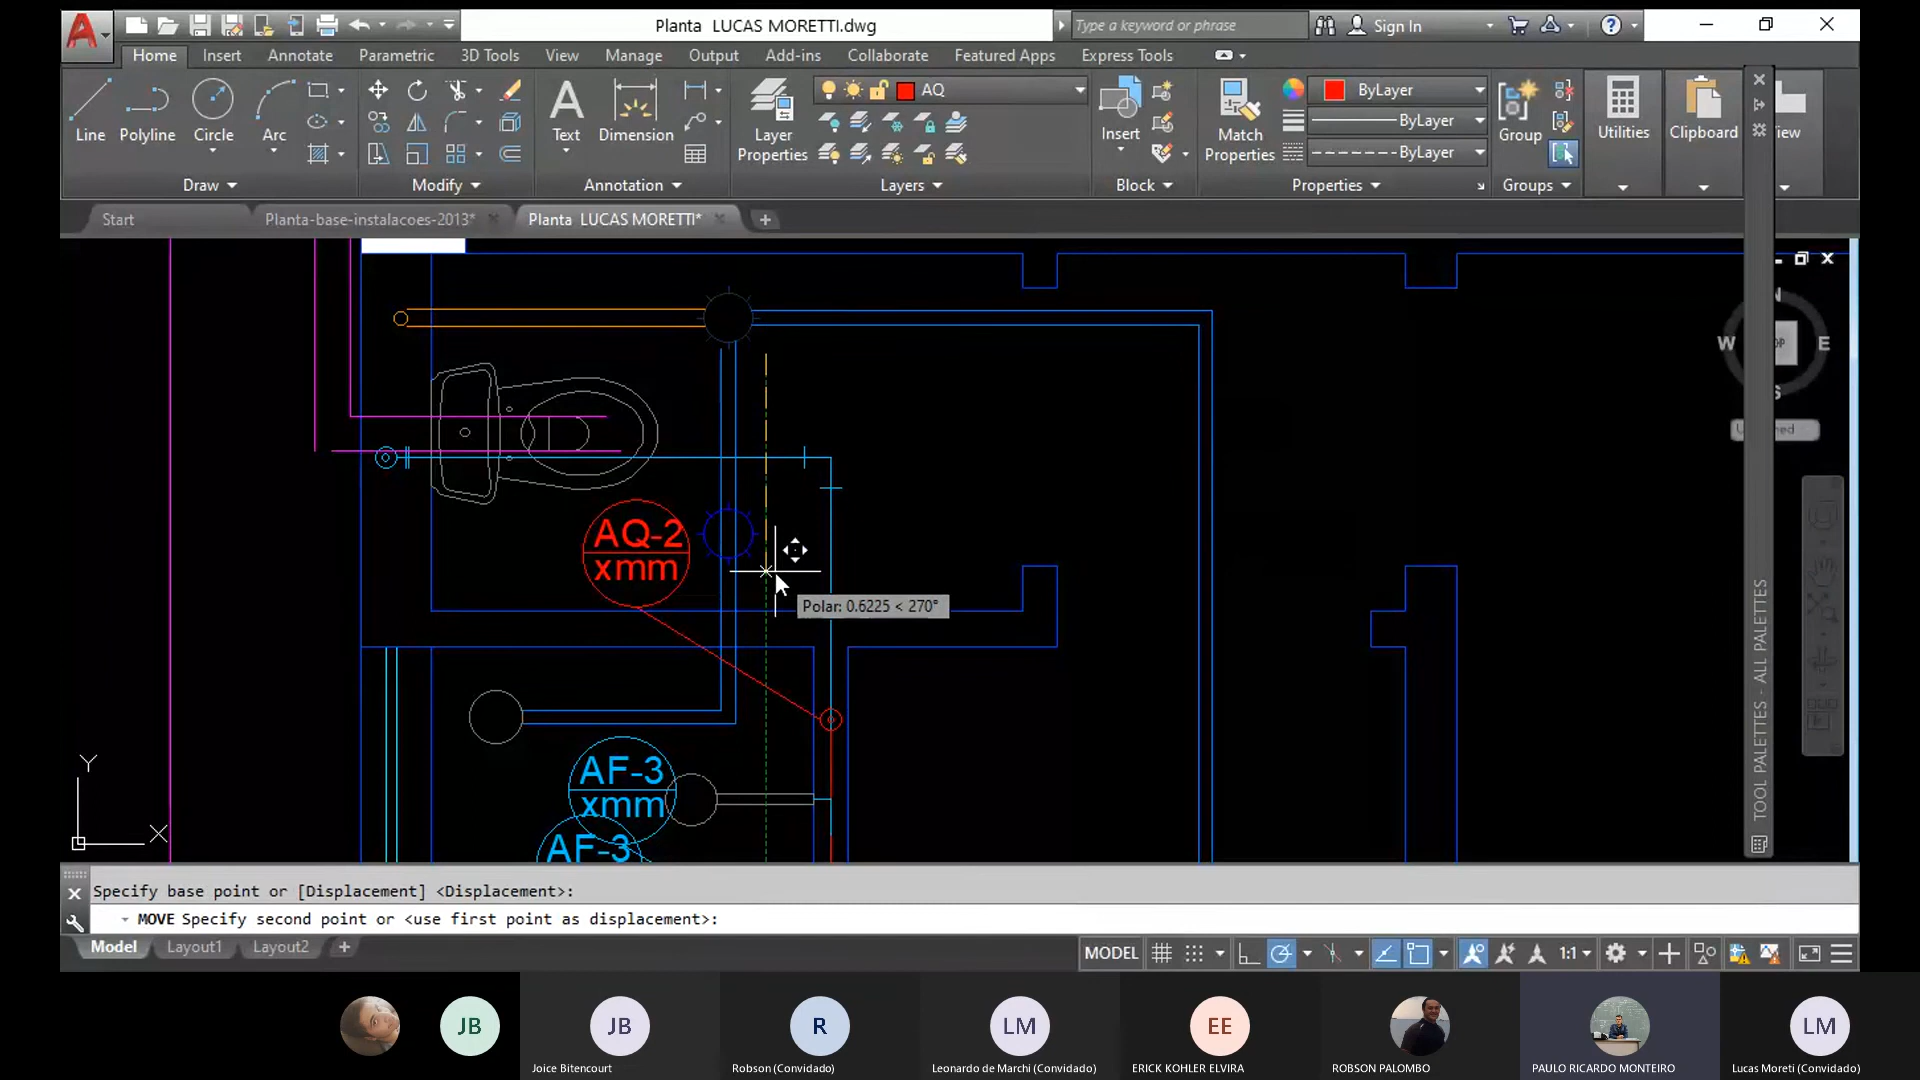 Planta LUCAS MORETTI.dwg
Type a keyword or phrase
Sign In
Home Insert Annotate Parametric 3D Tools View Manage Output Add-ins Collaborate Featured Apps Express Tools
AQ
ByLayer
ByLayer
ByLayer
Line Polyline Circle Arc
Text Dimension
Layer Properties
Insert
Match Properties
Group
Utilities
Clipboard
Draw Modify Annotation Layers Block Properties Groups
Start Planta-base-instalacoes-2013* Planta LUCAS MORETTI*
N
W E
S
AQ-2
xmm
Polar: 0.6225 < 270°
AF-3
xmm
AF-3
Y
X
TOOL PALETTES - ALL PALETTES
Specify base point or [Displacement] <Displacement>:
MOVE Specify second point or <use first point as displacement>:
Model Layout1 Layout2 +
MODEL 1:1
JB JB R LM EE LM
Joice Bitencourt Robson (Convidado) Leonardo de Marchi (Convidado) ERICK KOHLER ELVIRA ROBSON PALOMBO PAULO RICARDO MONTEIRO Lucas Moreti (Convidado)